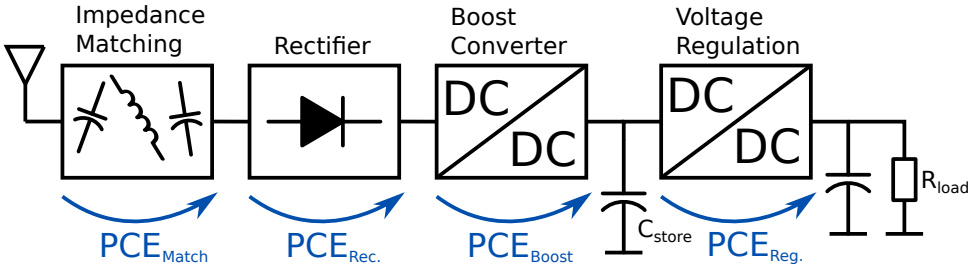 Impedance
Matching
Rectifier
Boost
Converter
Voltage
Regulation
DC
DC
DC
DC
PCE_Match
PCE_Rec.
PCE_Boost
C_store
PCE_Reg.
R_load